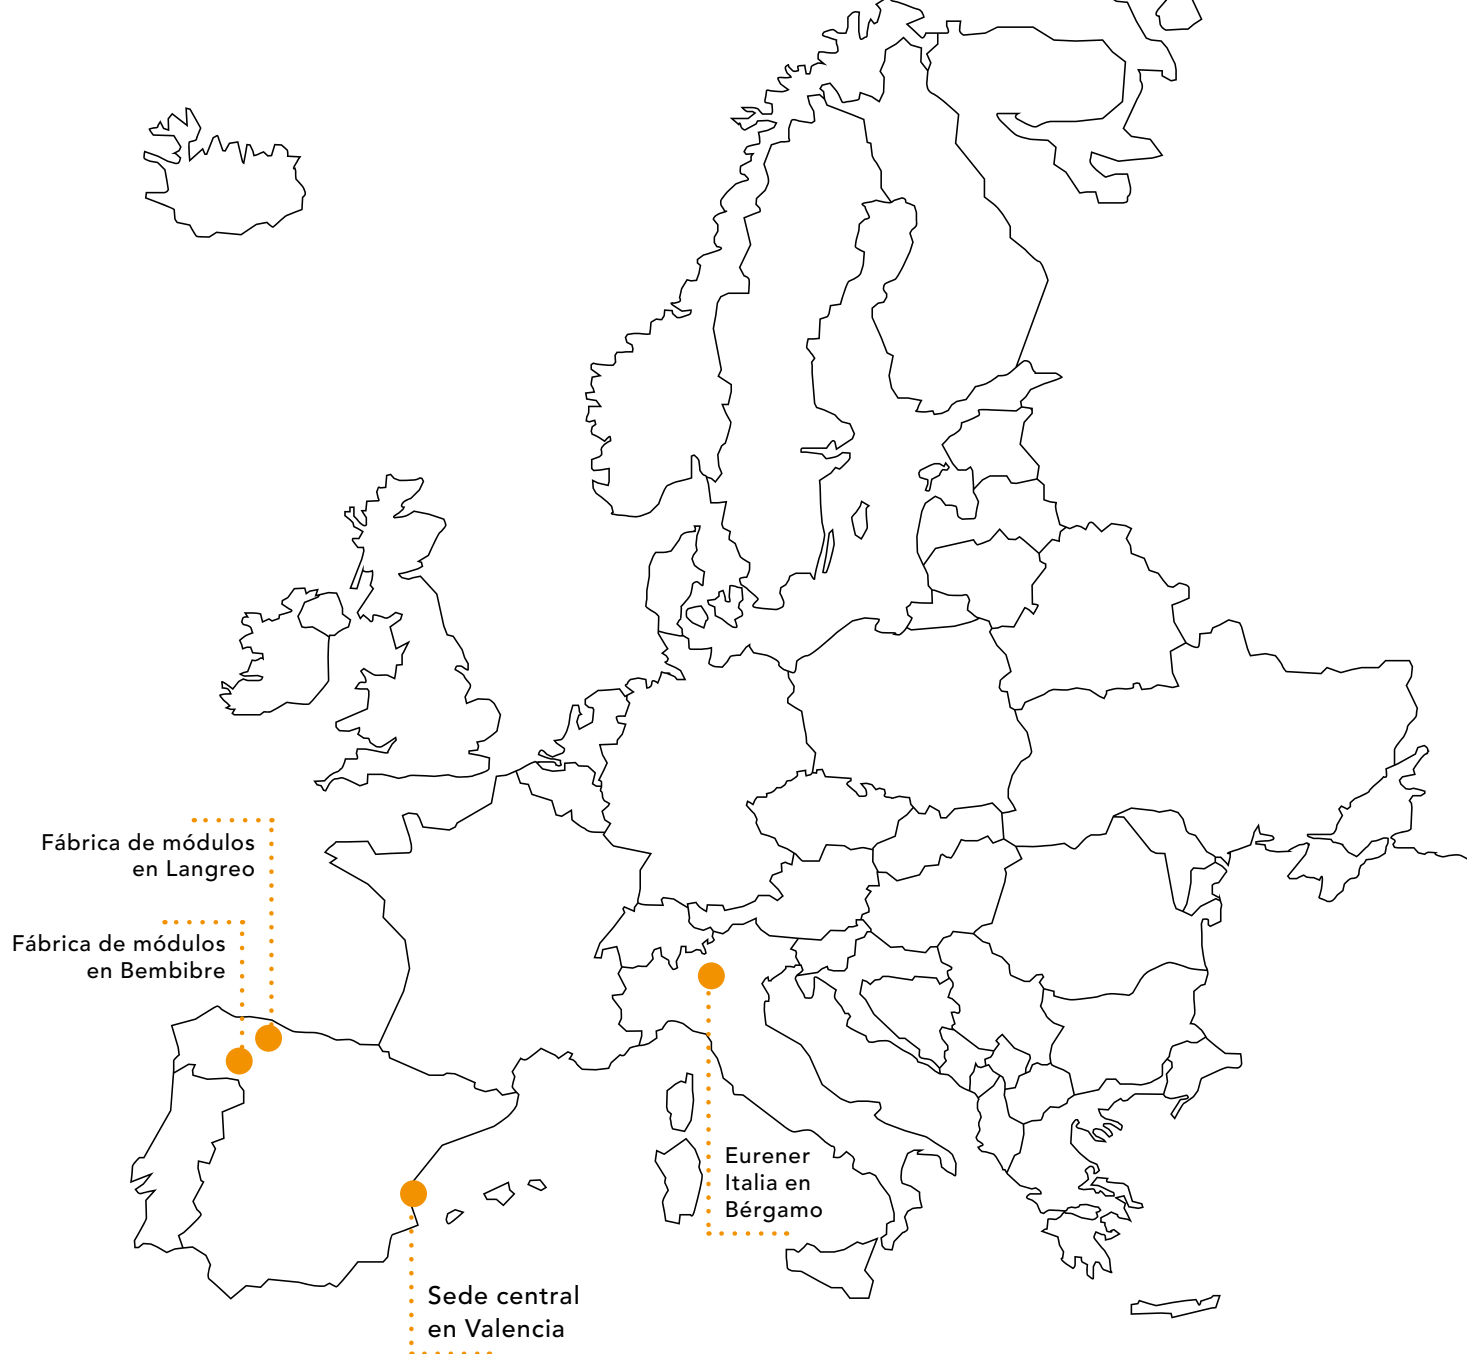 Fábrica de módulos
en Langreo
Fábrica de módulos
en Bembibre
Eurener
Italia en
Bérgamo
Sede central
en Valencia